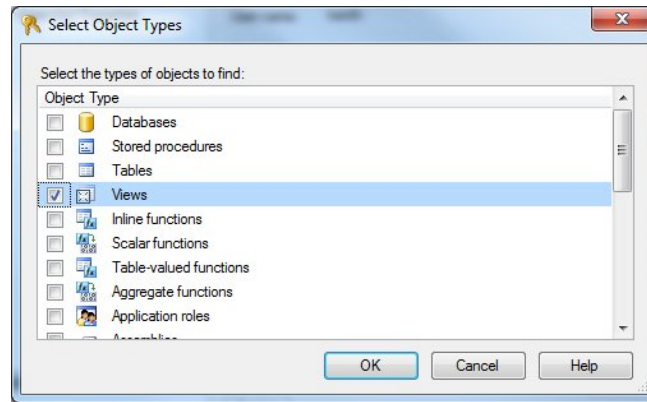 Select Object Types
Select the types of objects to find:
Object Type
Databases
Stored procedures
Tables
Views
Inline functions
Scalar functions
Table-valued functions
Aggregate functions
Application roles
Assemblies
OK Cancel Help